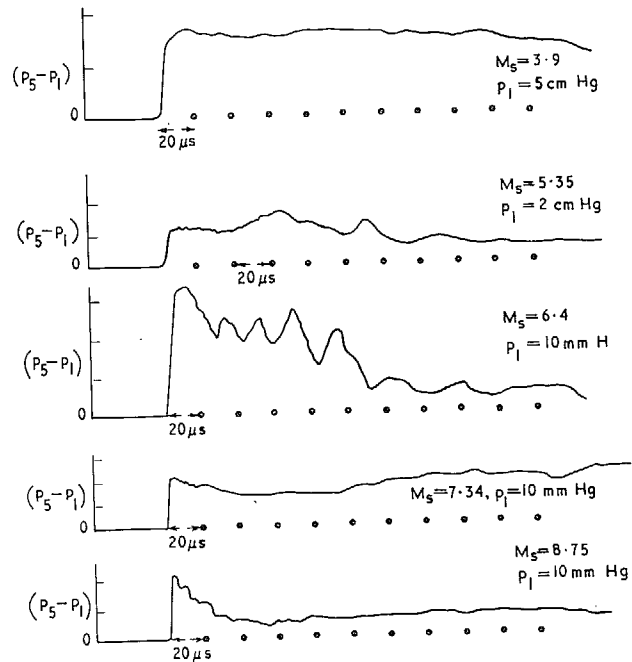 (P5-P1)
0
20 μs
Ms=3·9
P1=5 cm Hg
(P5-P1)
0
20 μs
Ms=5·35
P1=2 cm Hg
(P5-P1)
0
20 μs
Ms=6·4
P1=10 mm H
(P5-P1)
0
20 μs
Ms=7·34, P1=10 mm Hg
(P5-P1)
0
20 μs
Ms=8·75
P1=10 mm Hg